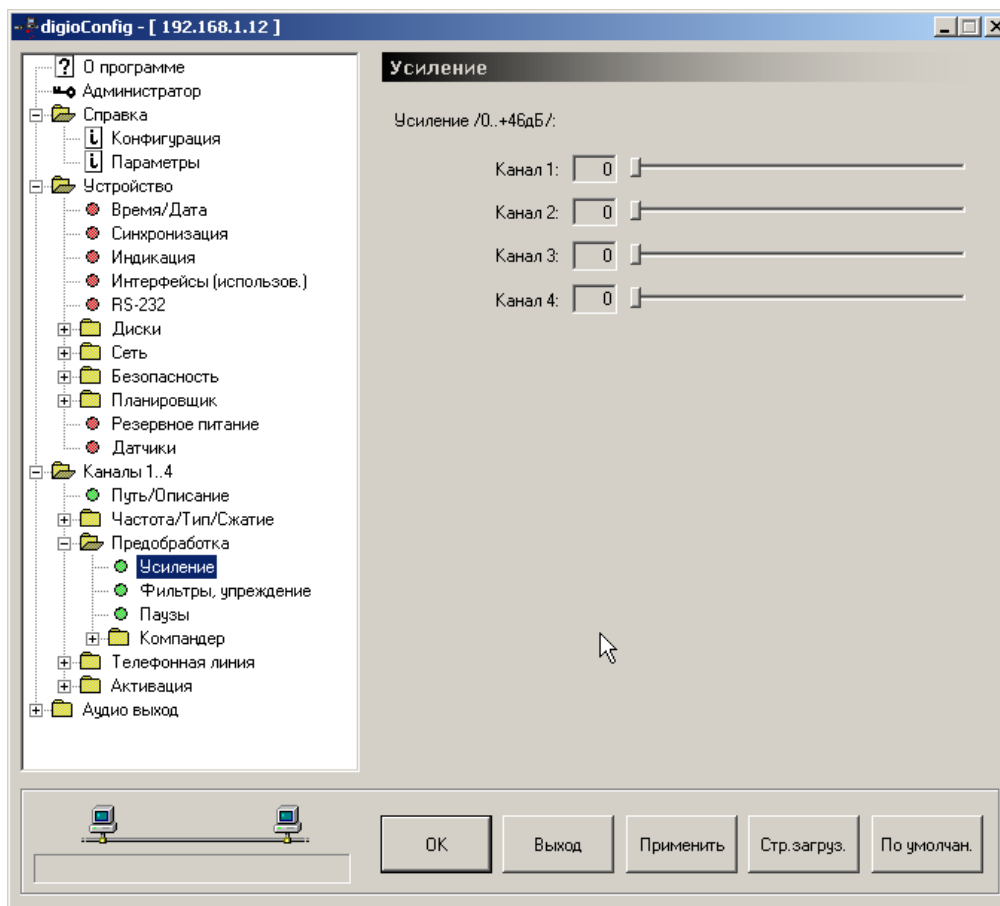 digioConfig - [ 192.168.1.12 ]
О программе
Администратор
Справка
Конфигурация
Параметры
Устройство
Время/Дата
Синхронизация
Индикация
Интерфейсы (использов.)
RS-232
Диски
Сеть
Безопасность
Планировщик
Резервное питание
Датчики
Каналы 1..4
Путь/Описание
Частота/Тип/Сжатие
Предобработка
Усиление
Фильтры, упреждение
Паузы
Компандер
Телефонная линия
Активация
Аудио выход
Усиление
Усиление /0..+46дБ/:
Канал 1: 0
Канал 2: 0
Канал 3: 0
Канал 4: 0
OK Выход Применить Стр.загруз. По умолчан.